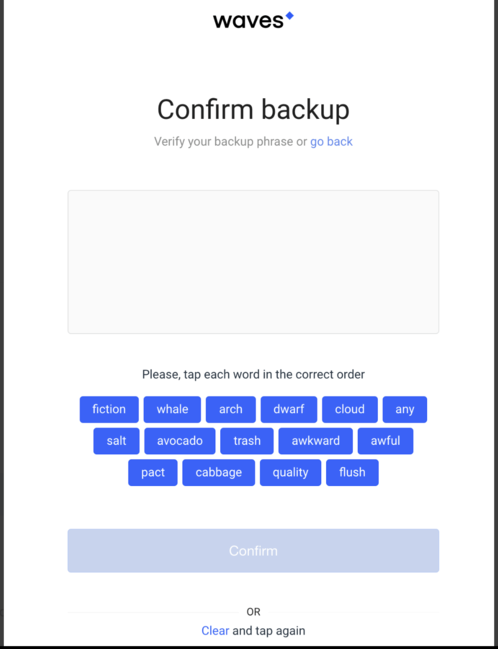 waves
Confirm backup
Verify your backup phrase or go back
Please, tap each word in the correct order
fiction whale arch dwarf cloud any
salt avocado trash awkward awful
pact cabbage quality flush
Confirm
OR
Clear and tap again